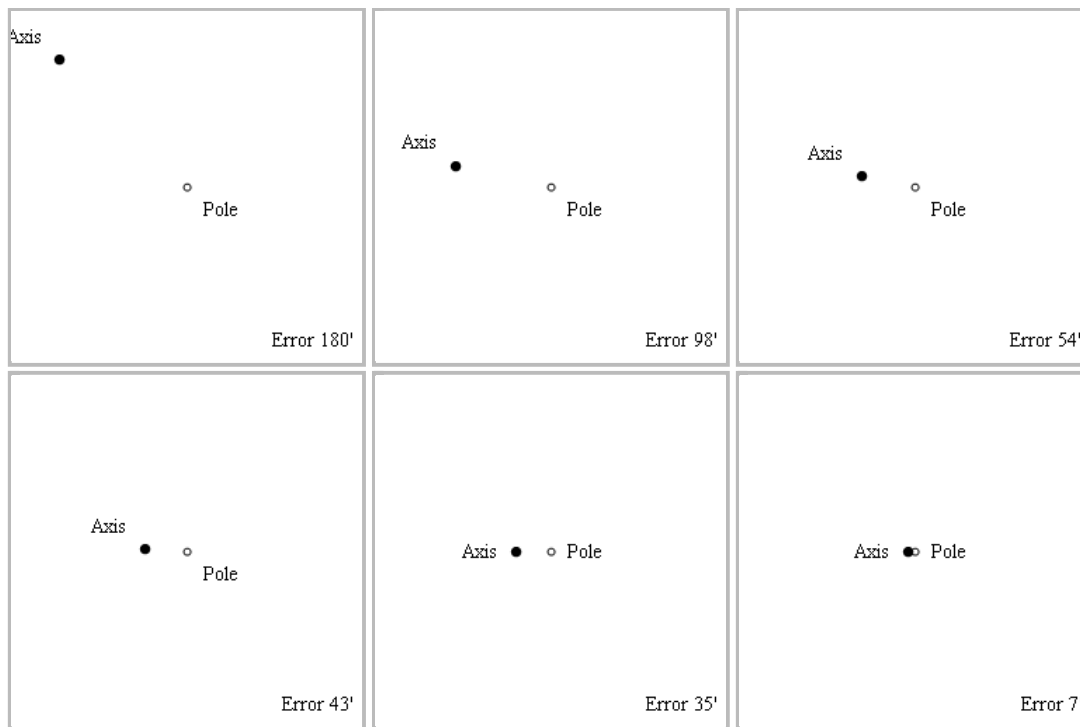 Axis
Pole
Error 180'
Axis
Pole
Error 98'
Axis
Pole
Error 54'
Axis
Pole
Error 43'
Axis Pole
Error 35'
Axis Pole
Error 7